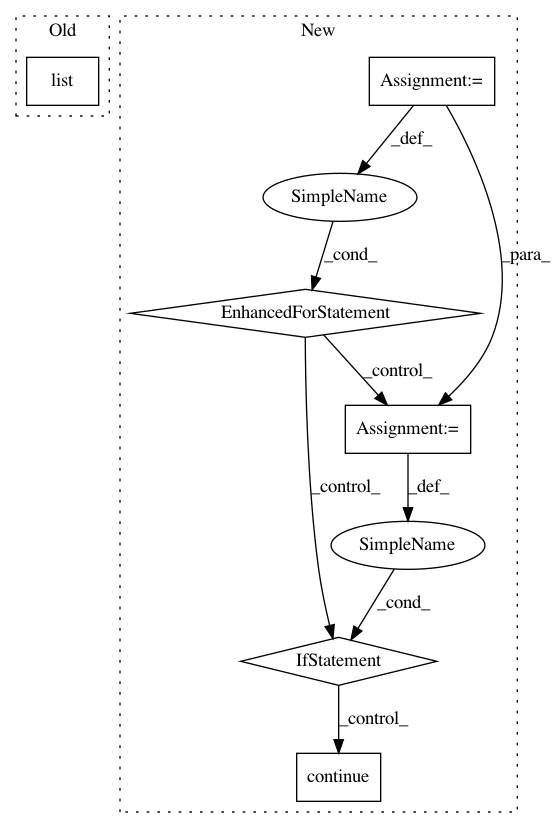 Old
New
list
Assignment:=
_def_
SimpleName
_para_
_cond_
EnhancedForStatement
_control_
Assignment:=
_control_
_def_
SimpleName
_cond_
IfStatement
_control_
continue